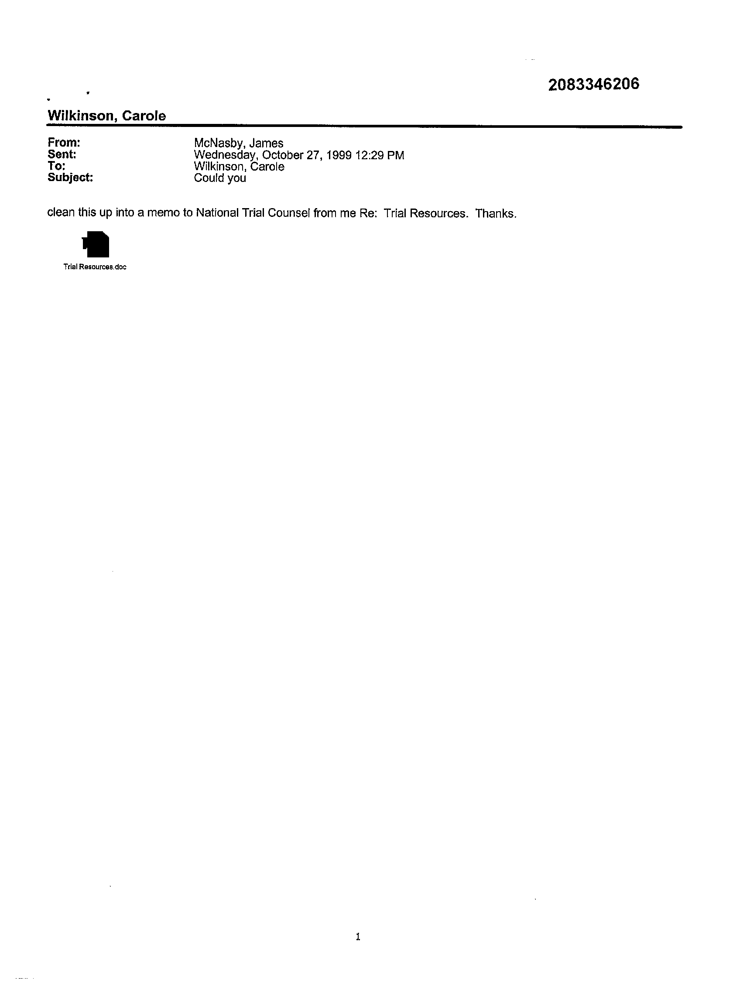 2083346206
Wilkinson, Carole
From: McNasby, James
Sent: Wednesday, October 27, 1999 12:29 PM
To: Wilkinson, Carole
Subject: Could you
clean this up into a memo to National Trial Counsel from me Re: Trial Resources. Thanks.
Trial Resources.doc
1